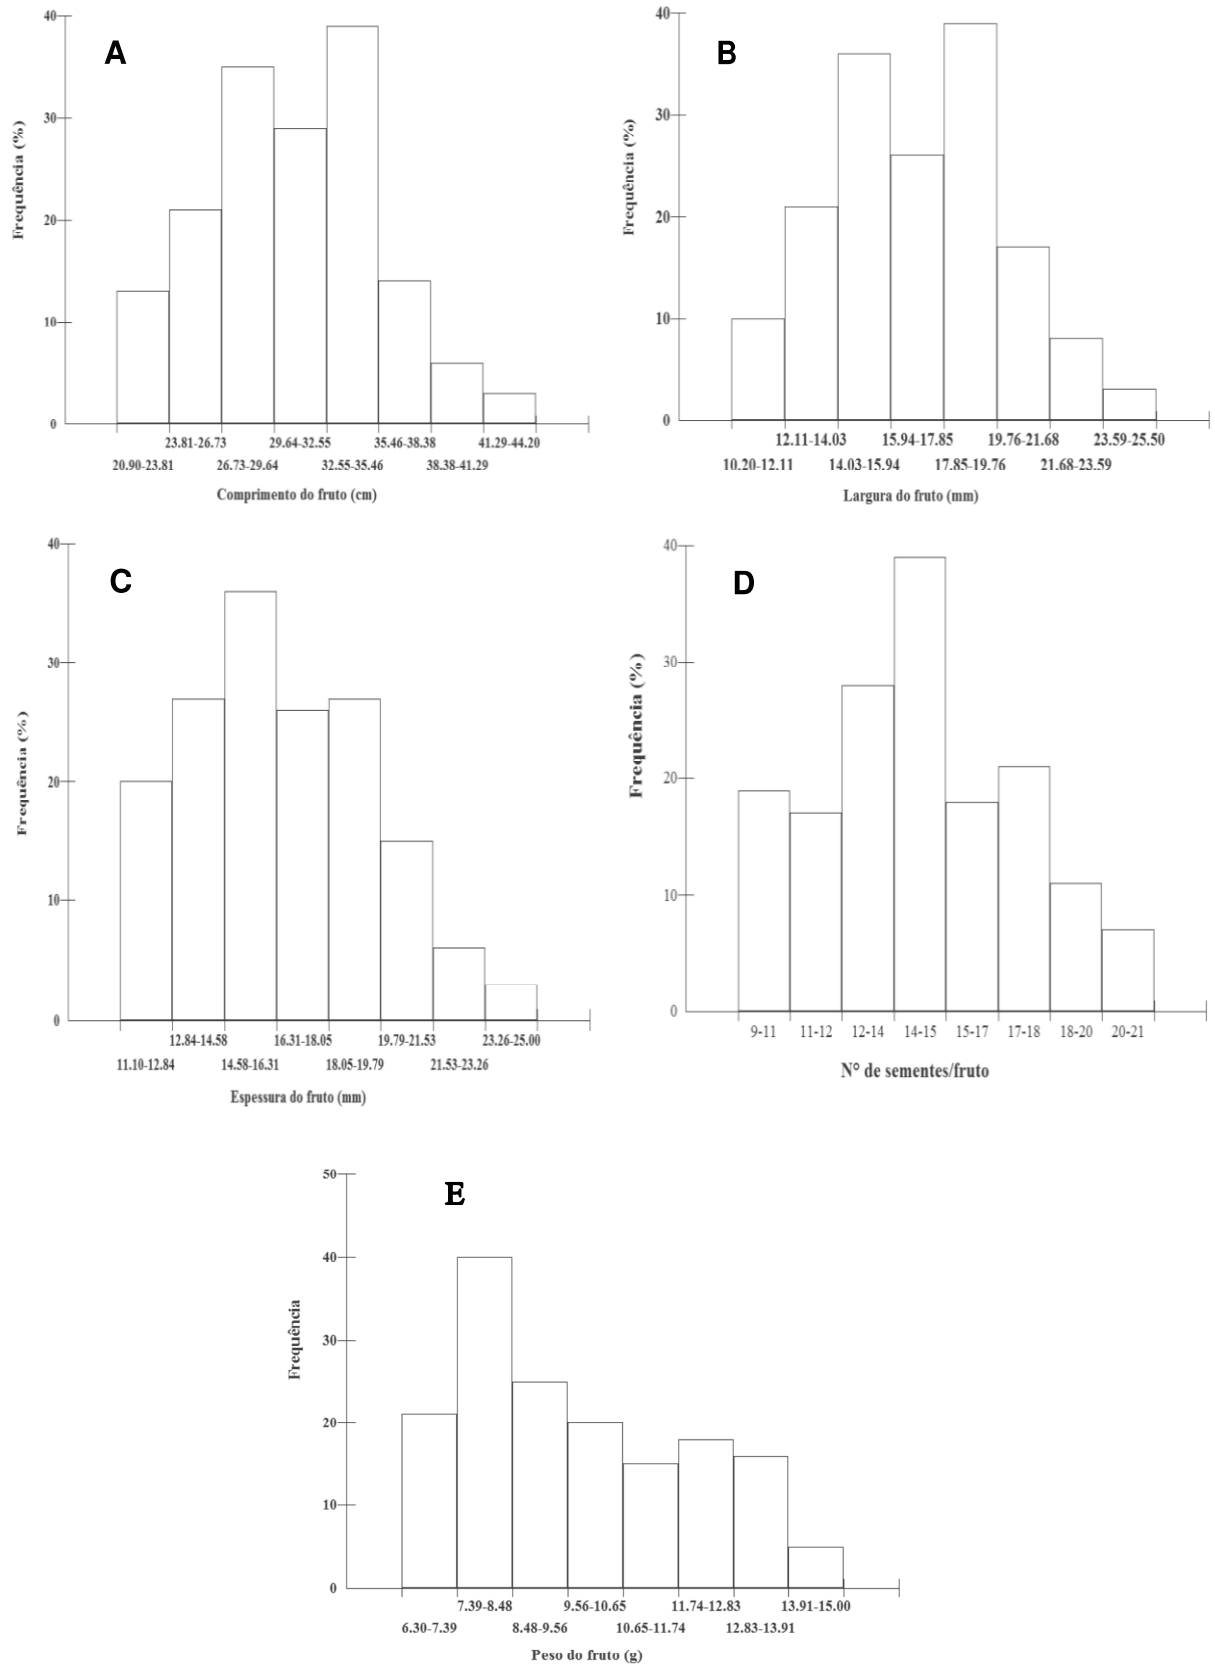 A
Frequência (%)
40
30
20
10
0
23.81-26.73 29.64-32.55 35.46-38.38 41.29-44.20
20.90-23.81 26.73-29.64 32.55-35.46 38.38-41.29
Comprimento do fruto (cm)
B
Frequência (%)
40
30
20
10
0
12.11-14.03 15.94-17.85 19.76-21.68 23.59-25.50
10.20-12.11 14.03-15.94 17.85-19.76 21.68-23.59
Largura do fruto (mm)
C
Frequência (%)
40
30
20
10
0
12.84-14.58 16.31-18.05 19.79-21.53 23.26-25.00
11.10-12.84 14.58-16.31 18.05-19.79 21.53-23.26
Espessura do fruto (mm)
D
Frequência (%)
40
30
20
10
0
9-11 11-12 12-14 14-15 15-17 17-18 18-20 20-21
N° de sementes/fruto
E
Frequência
50
40
30
20
10
0
7.39-8.48 9.56-10.65 11.74-12.83 13.91-15.00
6.30-7.39 8.48-9.56 10.65-11.74 12.83-13.91
Peso do fruto (g)